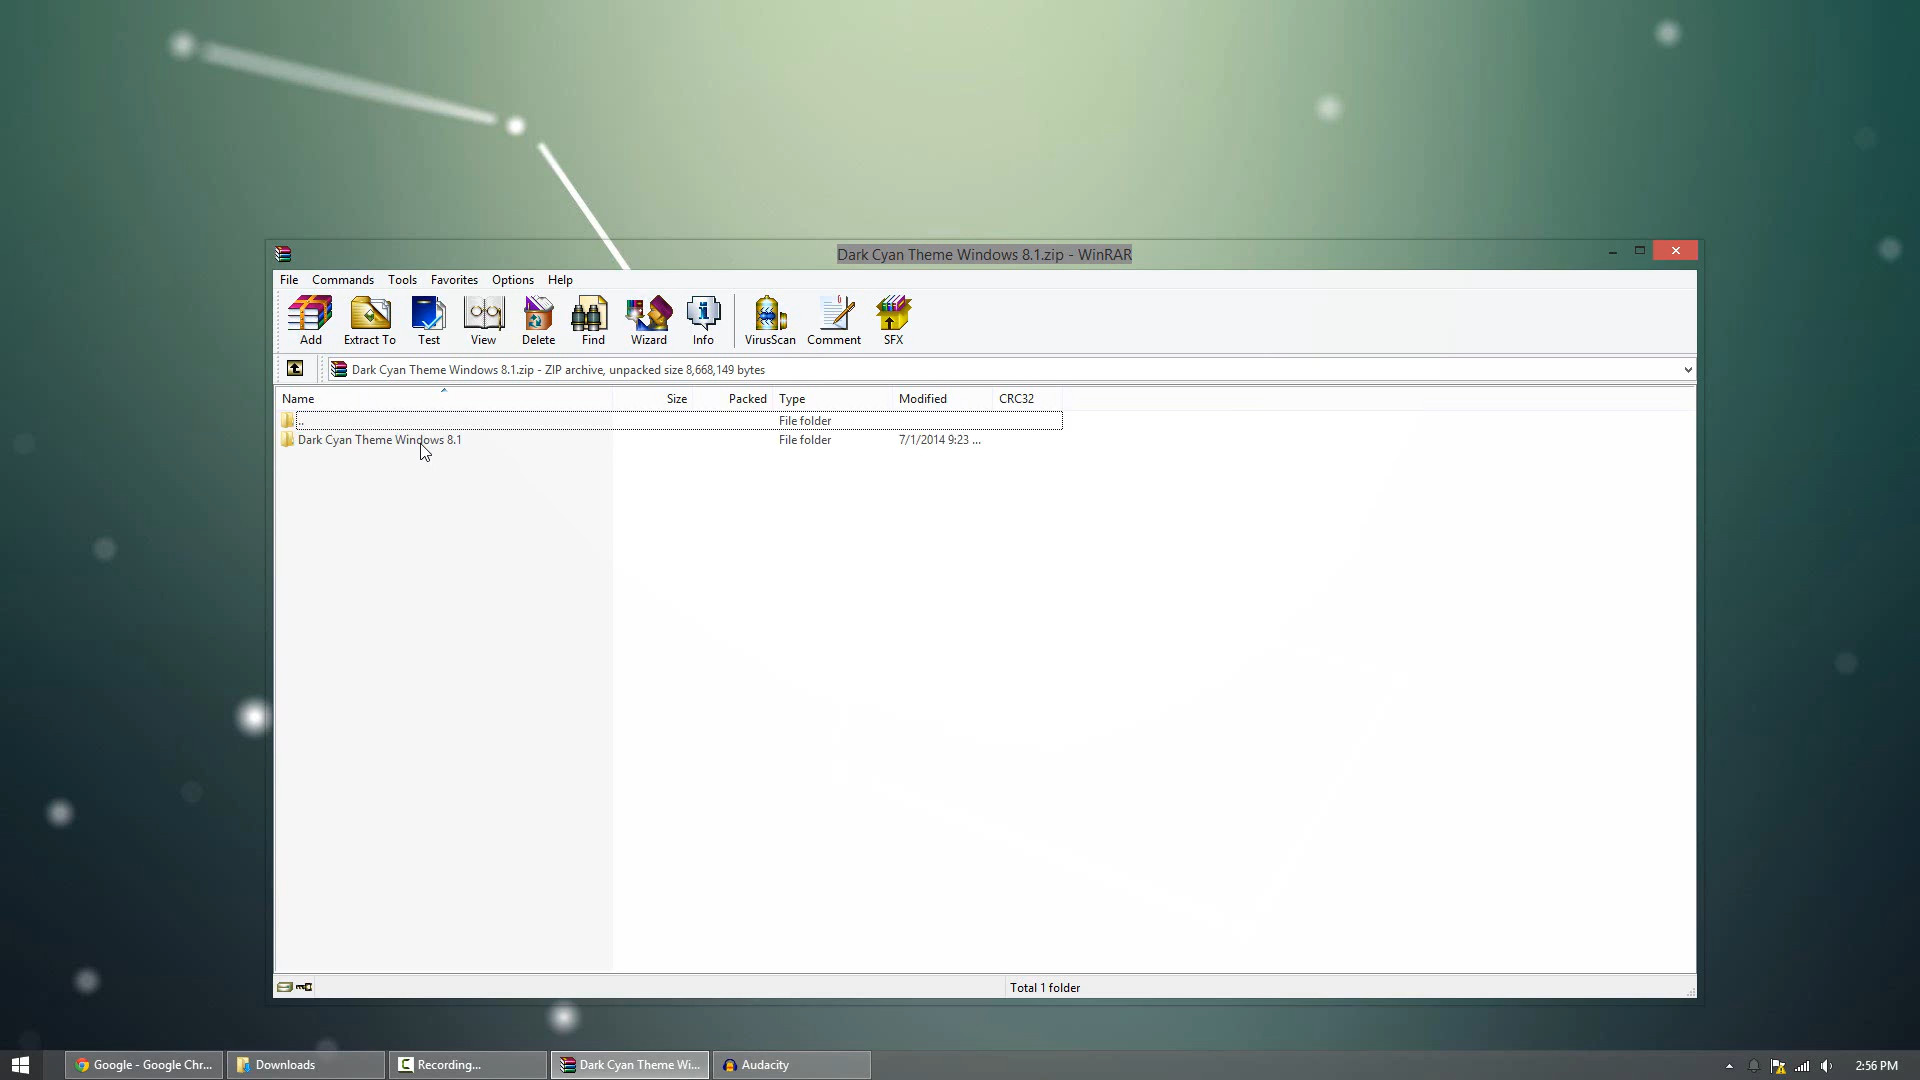 Dark Cyan Theme Windows 8.1.zip - WinRAR
File Commands Tools Favorites Options Help
Add Extract To Test View Delete Find Wizard Info VirusScan Comment SFX
Dark Cyan Theme Windows 8.1.zip - ZIP archive, unpacked size 8,668,149 bytes
Name Size Packed Type Modified CRC32
.. File folder
Dark Cyan Theme Windows 8.1 File folder 7/1/2014 9:23 ...
Total 1 folder
Google - Google Chr... Downloads Recording... Dark Cyan Theme Wi... Audacity 2:56 PM